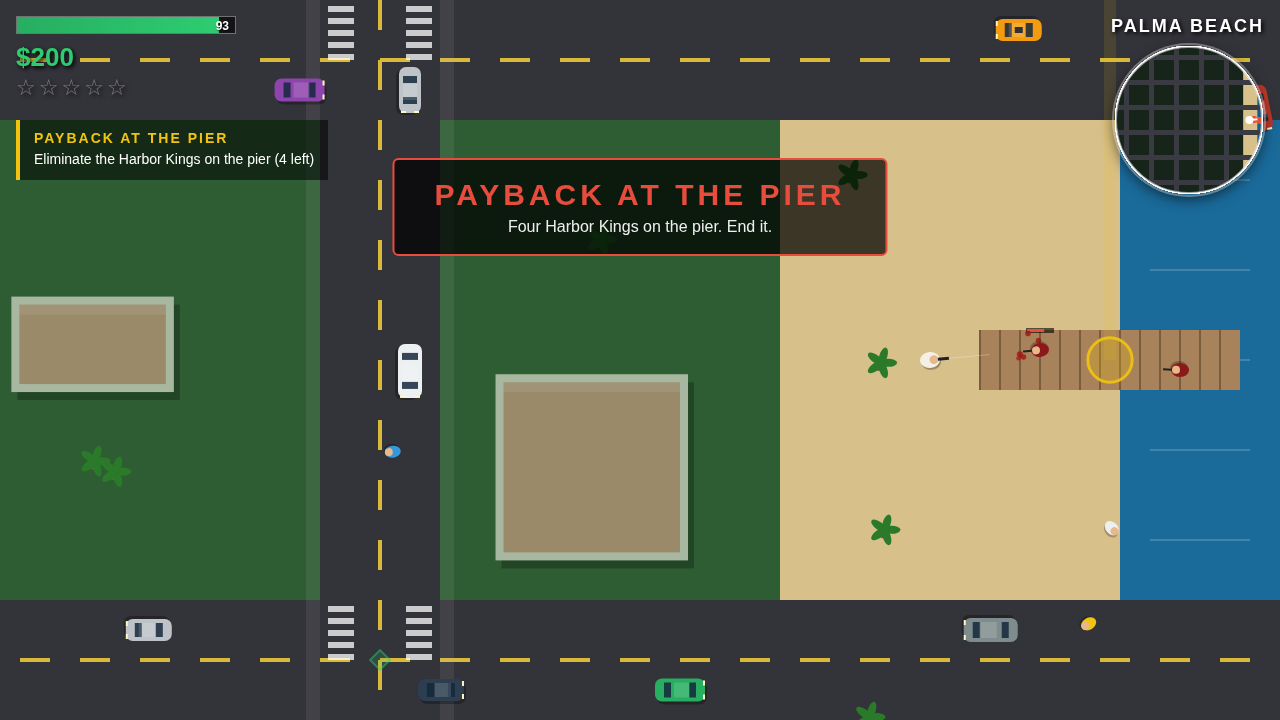 93
PALMA BEACH
$200
PAYBACK AT THE PIER
Eliminate the Harbor Kings on the pier (4 left)
PAYBACK AT THE PIER
Four Harbor Kings on the pier. End it.